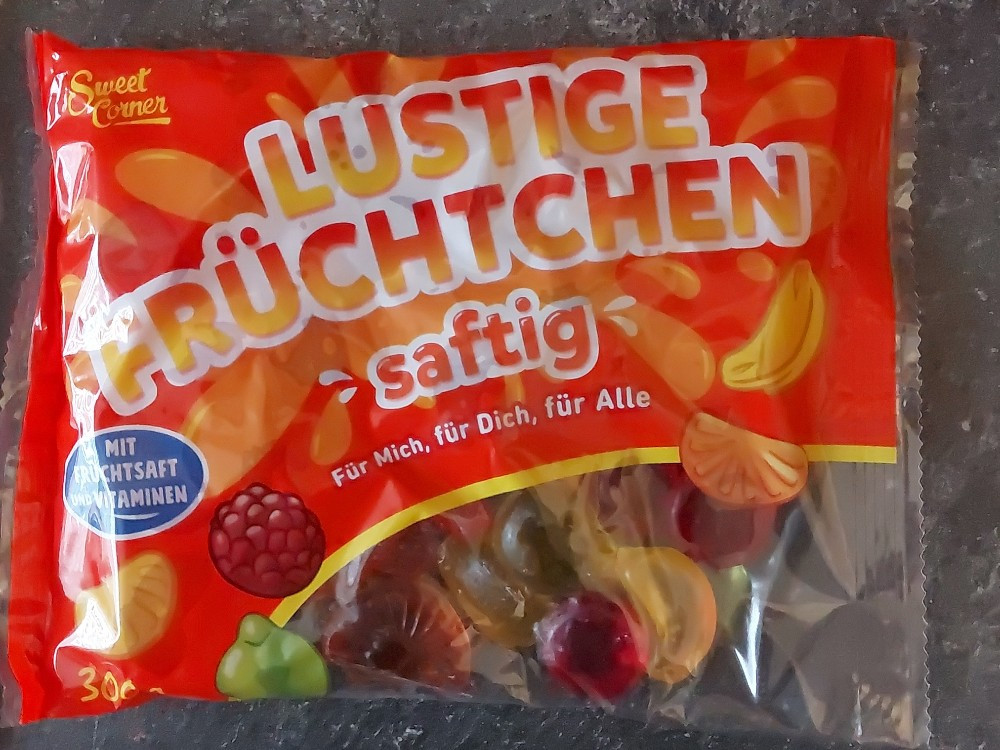 Sweet
Corner
LUSTIGE
FRÜCHTCHEN
saftig
Für Mich, für Dich, für Alle
MIT
FRUCHTSAFT
UND VITAMINEN